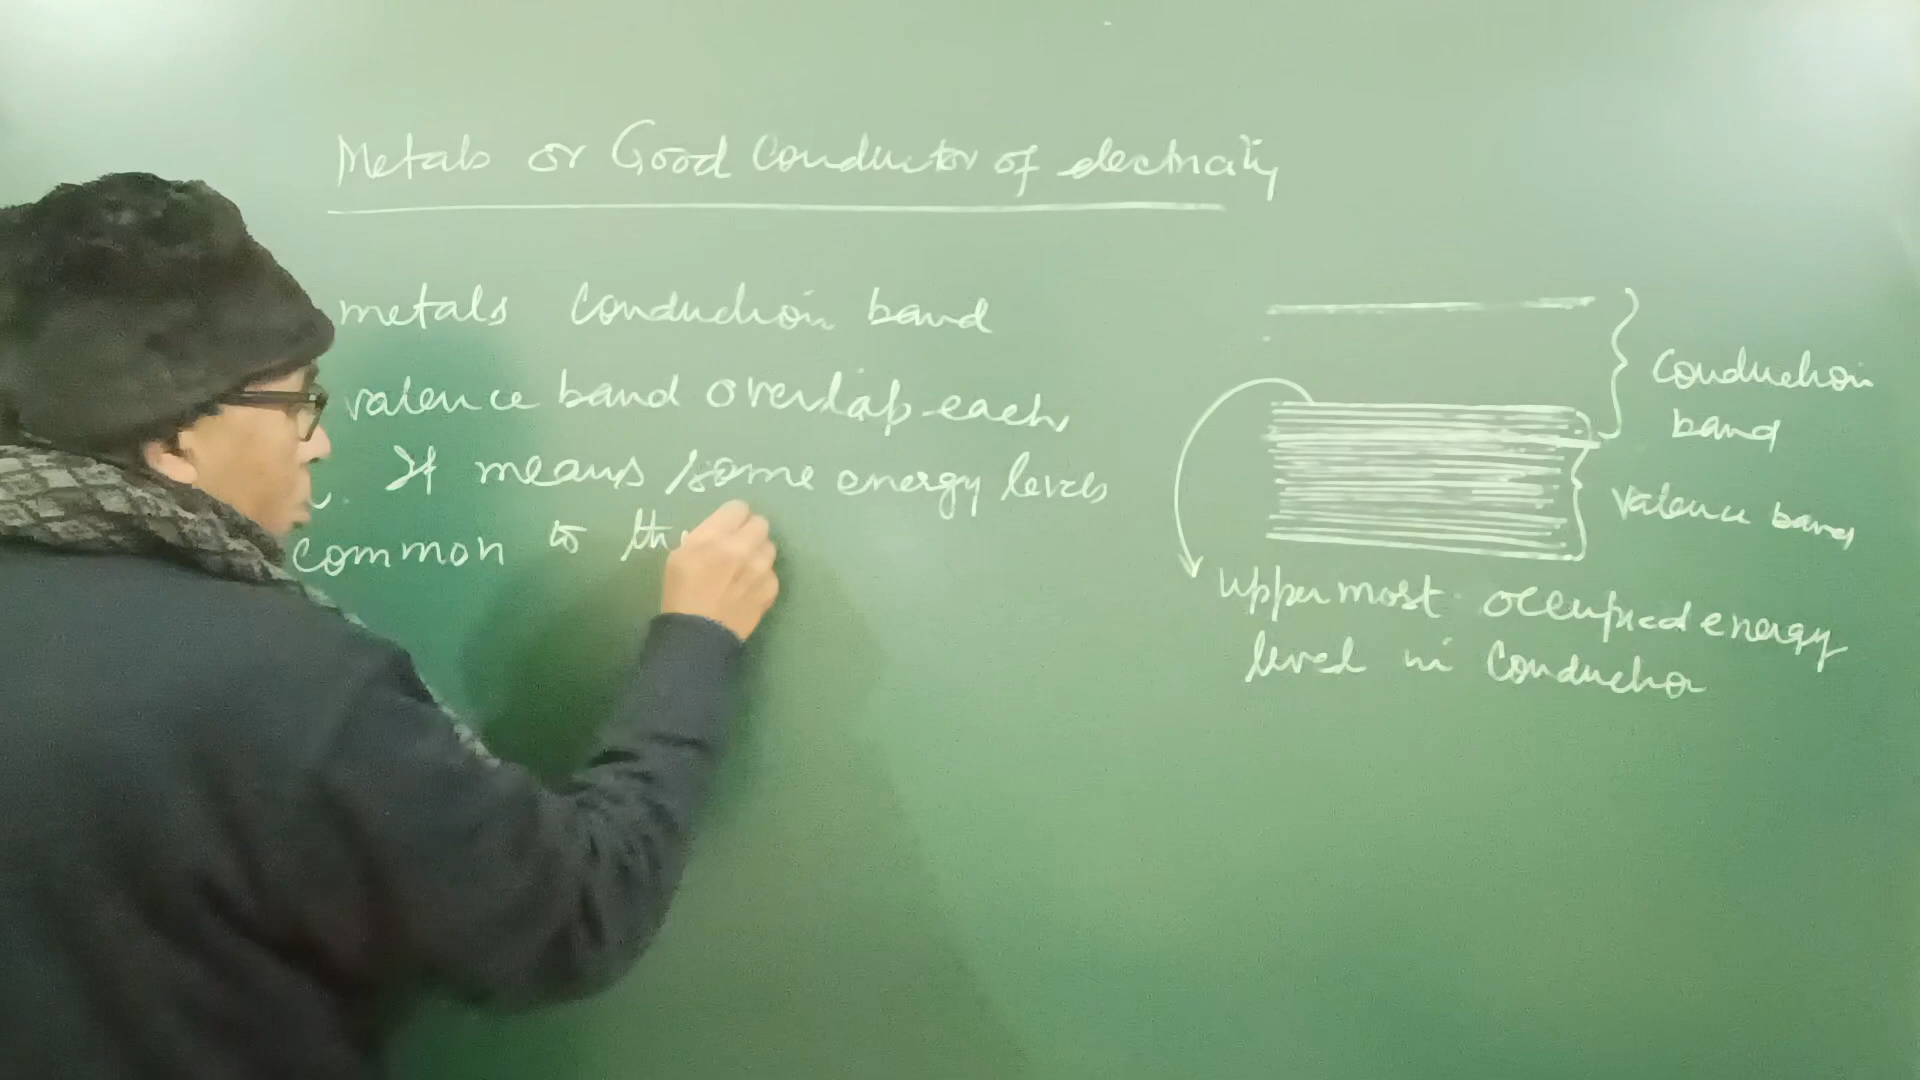 Metals or Good Conductor of electricity
metals Conduction band
valence band overlap each
. It means some energy levels
common to th
Conduction
band
Valence band
uppermost occupied energy
level in Conductor